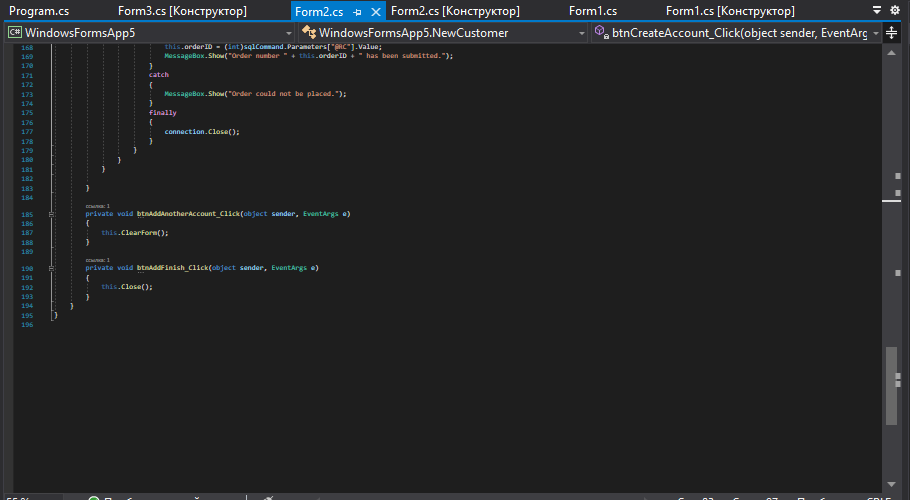 Program.cs Form3.cs [Конструктор] Form2.cs Form2.cs [Конструктор] Form1.cs Form1.cs [Конструктор]
C# WindowsFormsApp5 WindowsFormsApp5.NewCustomer btnCreateAccount_Click(object sender, EventArg
168 this.orderID = (int)sqlCommand.Parameters["@RC"].Value;
169 MessageBox.Show("Order number " + this.orderID + " has been submitted.");
170 }
171 catch
172 {
173 MessageBox.Show("Order could not be placed.");
174 }
175 finally
176 {
177 connection.Close();
178 }
179 }
180 }
181 }
182
183 }
184
ссылка: 1
185 private void btnAddAnotherAccount_Click(object sender, EventArgs e)
186 {
187 this.ClearForm();
188 }
189
ссылка: 1
190 private void btnAddFinish_Click(object sender, EventArgs e)
191 {
192 this.Close();
193 }
194 }
195 }
196